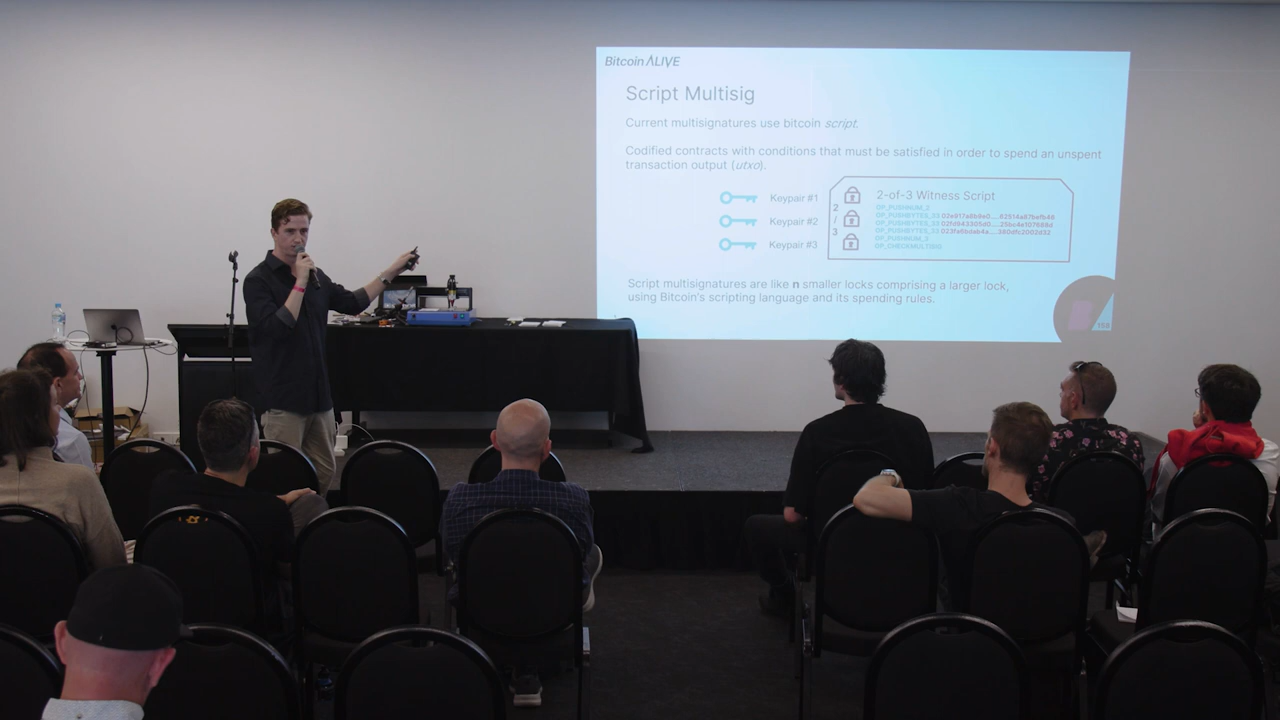 Bitcoin ALIVE
Script Multisig
Current multisignatures use bitcoin script.
Codified contracts with conditions that must be satisfied in order to spend an unspent
transaction output (utxo).
Keypair #1
Keypair #2
Keypair #3
2
/
3
2-of-3 Witness Script
OP_PUSHNUM_2
OP_PUSHBYTES_33
OP_PUSHBYTES_33
OP_PUSHBYTES_33
OP_PUSHNUM_3
OP_CHECKMULTISIG
Script multisignatures are like n smaller locks comprising a larger lock,
using Bitcoin's scripting language and its spending rules.